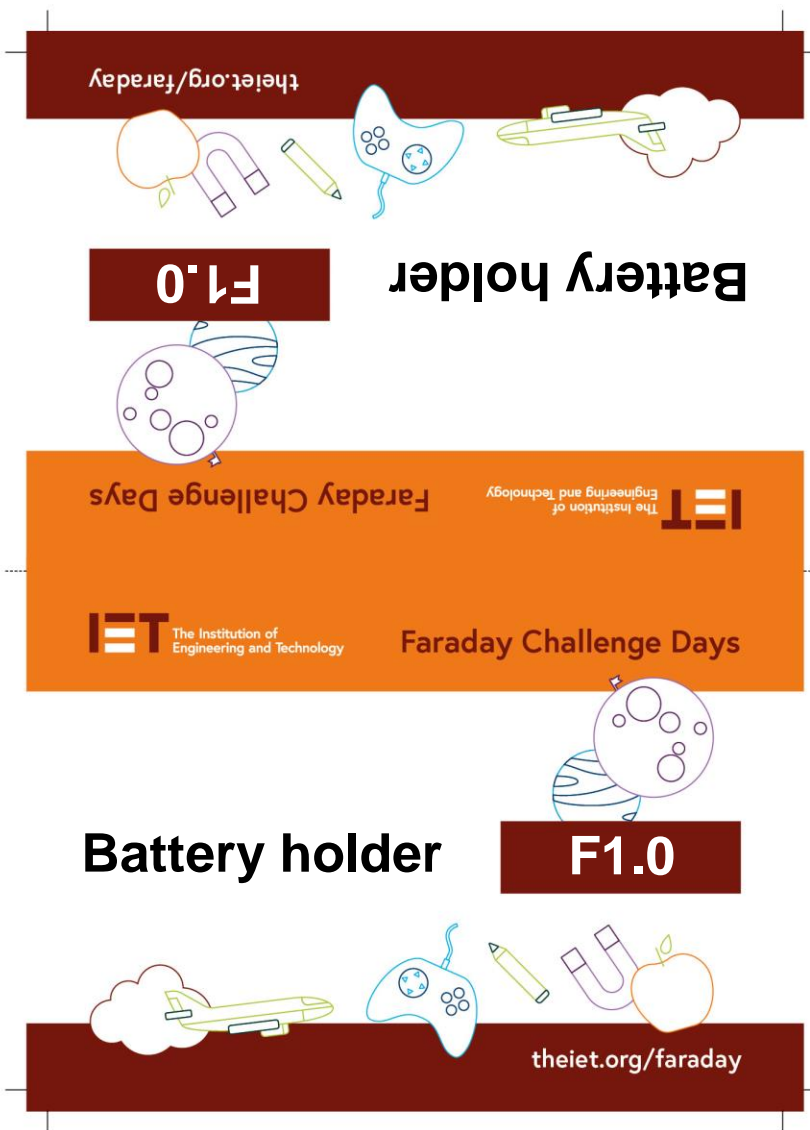 theiet.org/faraday
F1.0
Battery holder
Faraday Challenge Days
IET The Institution of
Engineering and Technology
IET The Institution of
Engineering and Technology
Faraday Challenge Days
Battery holder
F1.0
theiet.org/faraday